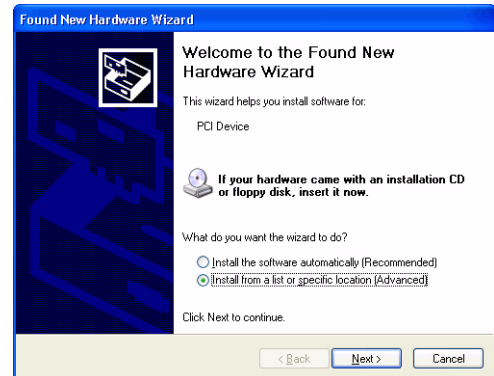 Found New Hardware Wizard
Welcome to the Found New
Hardware Wizard
This wizard helps you install software for:
PCI Device
If your hardware came with an installation CD
or floppy disk, insert it now.
What do you want the wizard to do?
Install the software automatically (Recommended)
Install from a list or specific location (Advanced)
Click Next to continue.
< Back Next > Cancel